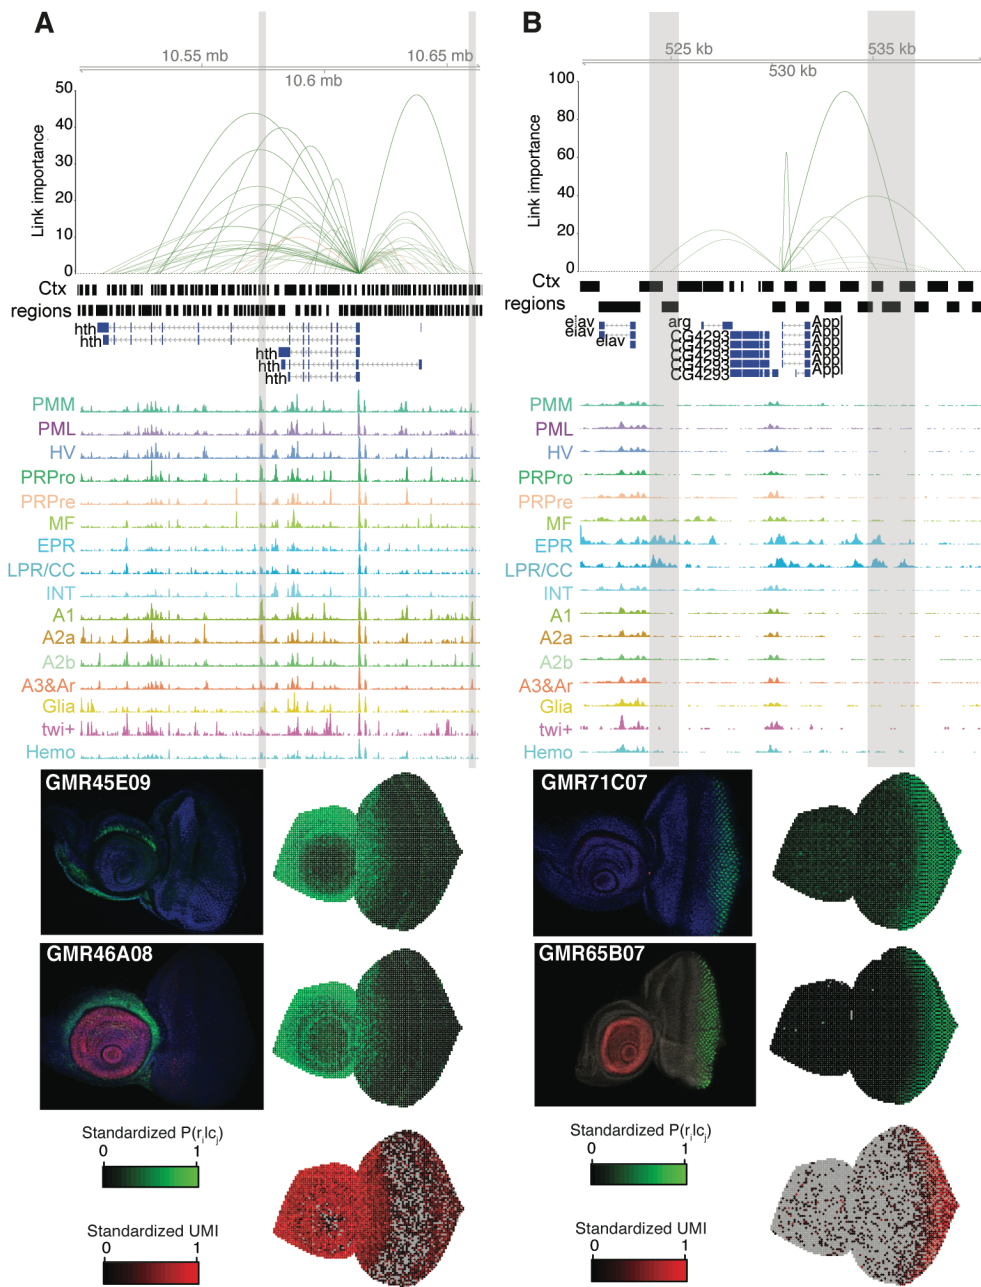 A
10.55 mb
10.65 mb
10.6 mb
50
40
30
20
10
0
Link importance
Ctx
regions
hth
hth
hth
hth
hth
PMM
PML
HV
PRPro
PRPre
MF
EPR
LPR/CC
INT
A1
A2a
A2b
A3&Ar
Glia
twi+
Hemo
GMR45E09
GMR46A08
Standardized P(r_i|c_j)
0 1
Standardized UMI
0 1
B
525 kb
535 kb
530 kb
100
80
60
40
20
0
Link importance
Ctx
regions
elav
elav
elav
arg
CG4293
CG4293
CG4293
CG4293
CG4293
Appl
Appl
Appl
Appl
Appl
PMM
PML
HV
PRPro
PRPre
MF
EPR
LPR/CC
INT
A1
A2a
A2b
A3&Ar
Glia
twi+
Hemo
GMR71C07
GMR65B07
Standardized P(r_i|c_j)
0 1
Standardized UMI
0 1